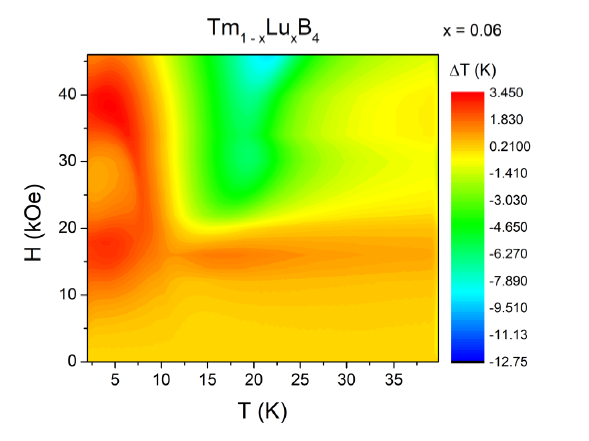 Tm₁₋ₓLuₓB₄
x = 0.06
ΔT (K)
3.450
1.830
0.2100
-1.410
-3.030
-4.650
-6.270
-7.890
-9.510
-11.13
-12.75
H (kOe)
40
30
20
10
0
5 10 15 20 25 30 35
T (K)